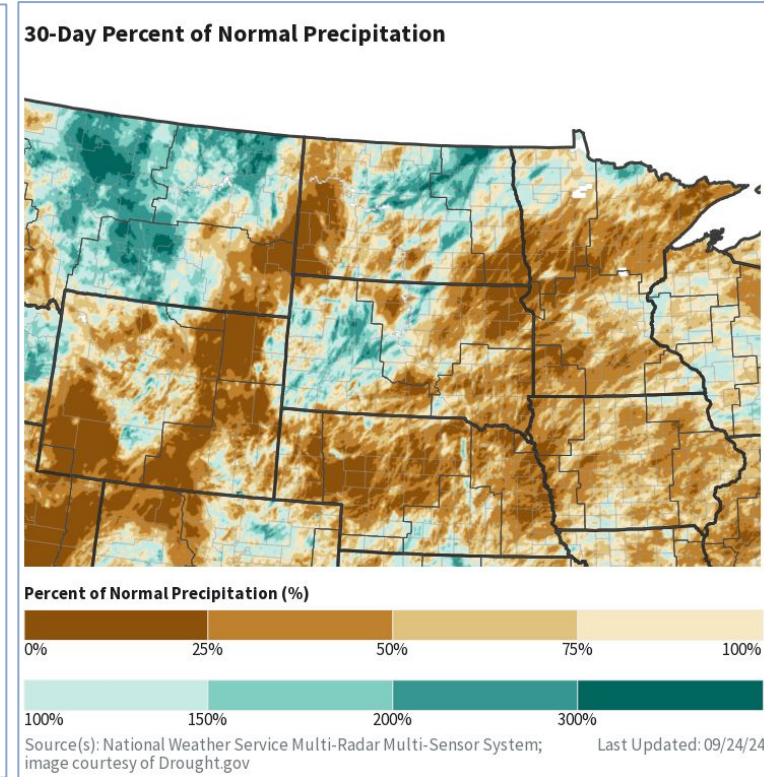 30-Day Percent of Normal Precipitation
Percent of Normal Precipitation (%)
0% 25% 50% 75% 100%
100% 150% 200% 300%
Source(s): National Weather Service Multi-Radar Multi-Sensor System; Last Updated: 09/24/24
image courtesy of Drought.gov